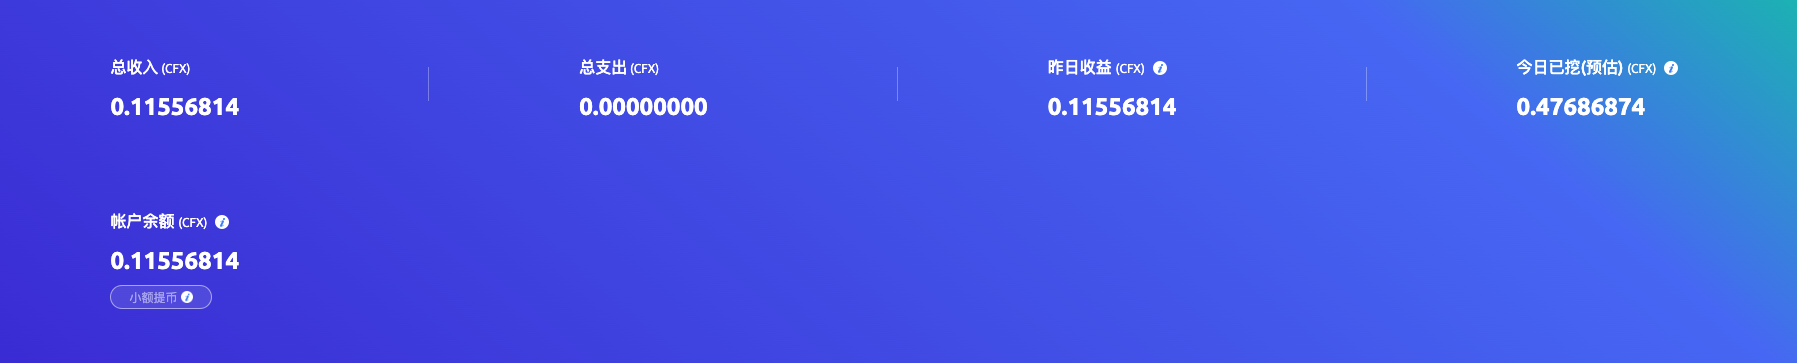 总收入 (CFX)
0.11556814
总支出 (CFX)
0.00000000
昨日收益 (CFX)
0.11556814
今日已挖(预估) (CFX)
0.47686874
帐户余额 (CFX)
0.11556814
小额提币